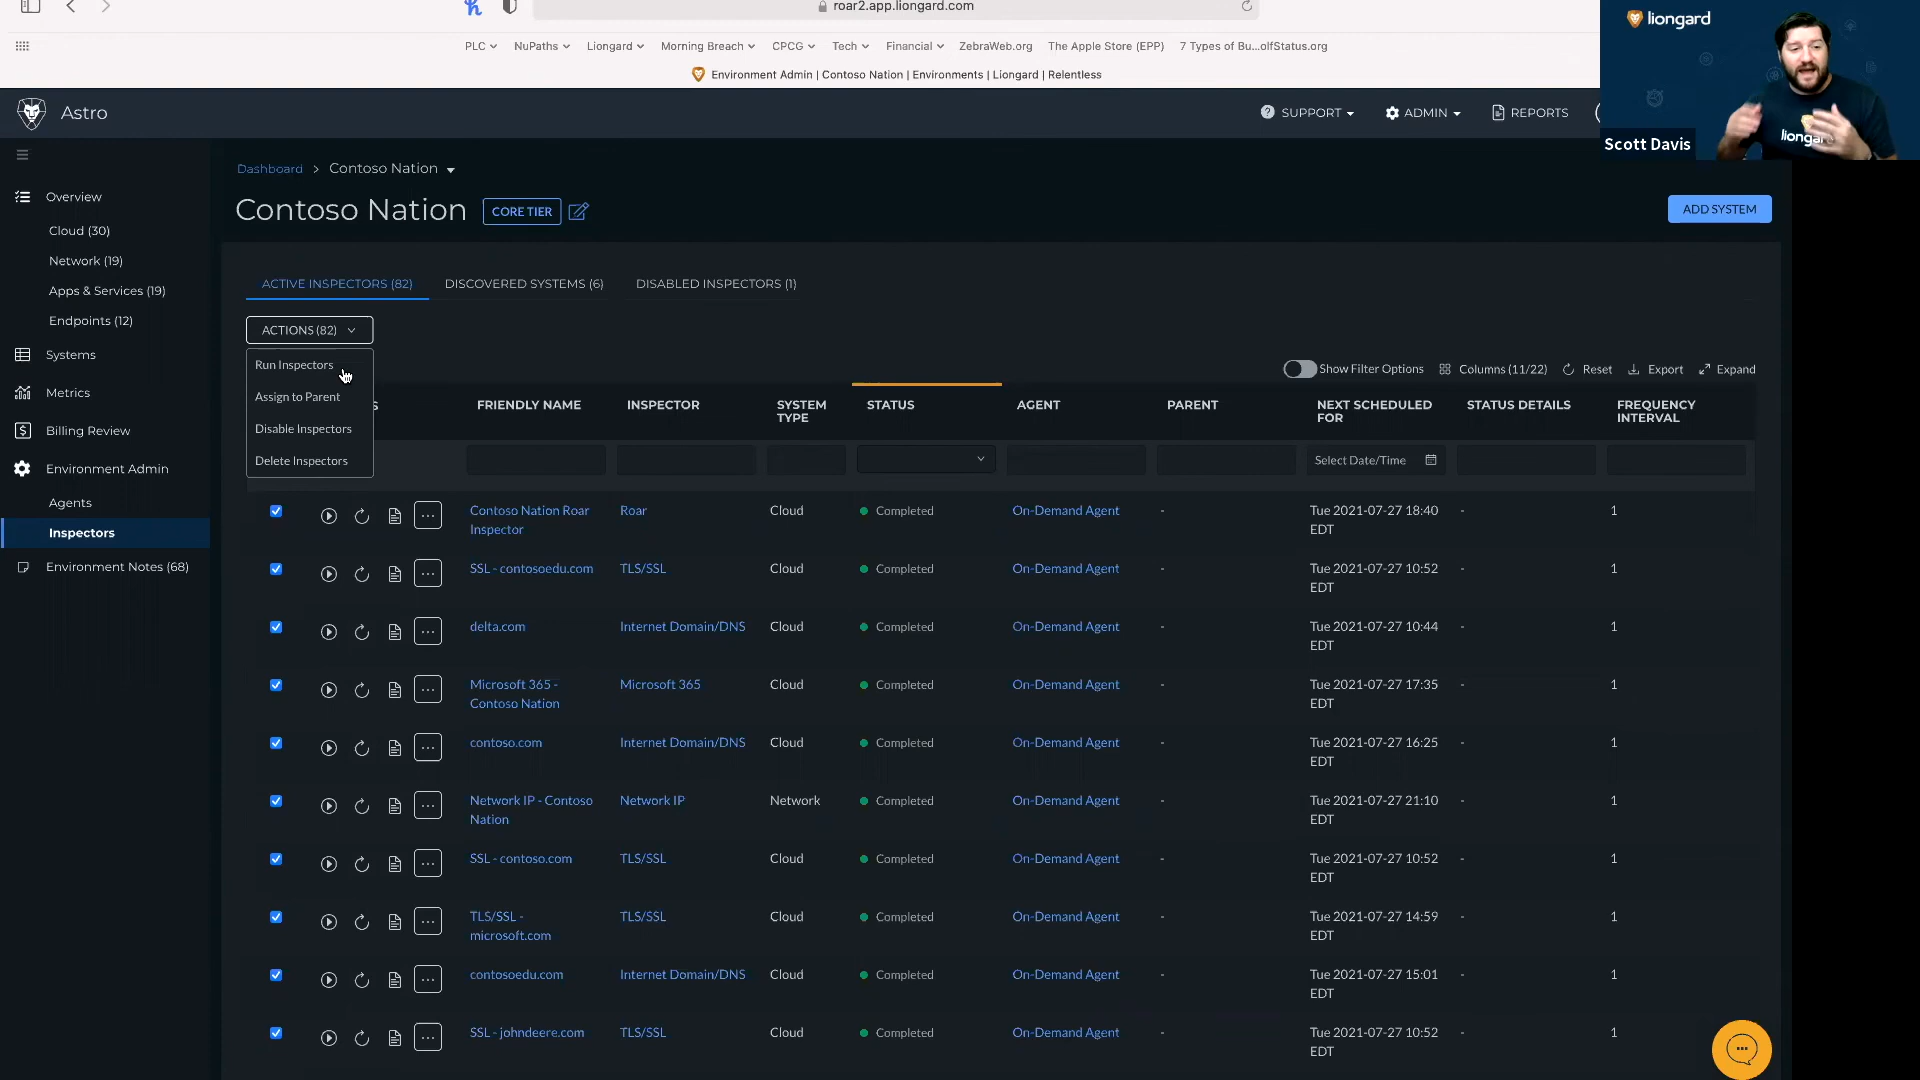 roar2.app.liongard.com
PLC NuPaths Liongard Morning Breach CPCG Tech Financial ZebraWeb.org The Apple Store (EPP) 7 Types of Bu...olfStatus.org
Environment Admin | Contoso Nation | Environments | Liongard | Relentless
liongard
Scott Davis
Astro
SUPPORT ADMIN REPORTS
Dashboard > Contoso Nation
Contoso Nation CORE TIER
ADD SYSTEM
Overview
Cloud (30)
Network (19)
Apps & Services (19)
Endpoints (12)
Systems
Metrics
Billing Review
Environment Admin
Agents
Inspectors
Environment Notes (68)
ACTIVE INSPECTORS (82) DISCOVERED SYSTEMS (6) DISABLED INSPECTORS (1)
ACTIONS (82)
Run Inspectors
Assign to Parent
Disable Inspectors
Delete Inspectors
Show Filter Options Columns (11/22) Reset Export Expand
S FRIENDLY NAME INSPECTOR SYSTEM TYPE STATUS AGENT PARENT NEXT SCHEDULED FOR STATUS DETAILS FREQUENCY INTERVAL
Select Date/Time
Contoso Nation Roar Inspector Roar Cloud Completed On-Demand Agent - Tue 2021-07-27 18:40 EDT - 1
SSL - contosoedu.com TLS/SSL Cloud Completed On-Demand Agent - Tue 2021-07-27 10:52 EDT - 1
delta.com Internet Domain/DNS Cloud Completed On-Demand Agent - Tue 2021-07-27 10:44 EDT - 1
Microsoft 365 - Contoso Nation Microsoft 365 Cloud Completed On-Demand Agent - Tue 2021-07-27 17:35 EDT - 1
contoso.com Internet Domain/DNS Cloud Completed On-Demand Agent - Tue 2021-07-27 16:25 EDT - 1
Network IP - Contoso Nation Network IP Network Completed On-Demand Agent - Tue 2021-07-27 21:10 EDT - 1
SSL - contoso.com TLS/SSL Cloud Completed On-Demand Agent - Tue 2021-07-27 10:52 EDT - 1
TLS/SSL - microsoft.com TLS/SSL Cloud Completed On-Demand Agent - Tue 2021-07-27 14:59 EDT - 1
contosoedu.com Internet Domain/DNS Cloud Completed On-Demand Agent - Tue 2021-07-27 15:01 EDT - 1
SSL - johndeere.com TLS/SSL Cloud Completed On-Demand Agent - Tue 2021-07-27 10:52 EDT - 1